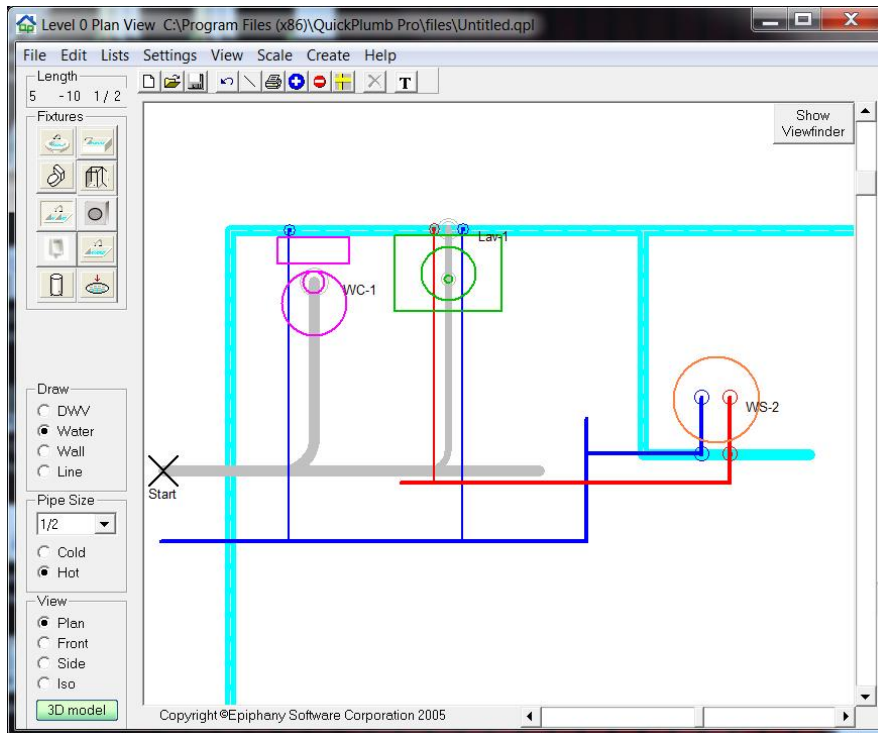 Level 0 Plan View C:\Program Files (x86)\QuickPlumb Pro\files\Untitled.qpl
File Edit Lists Settings View Scale Create Help
Length
5 -10 1/2
T
Fixtures
Show
Viewfinder
Lav-1
WC-1
WS-2
Start
Draw
DWV
Water
Wall
Line
Pipe Size
1/2
Cold
Hot
View
Plan
Front
Side
Iso
3D model
Copyright ©Epiphany Software Corporation 2005